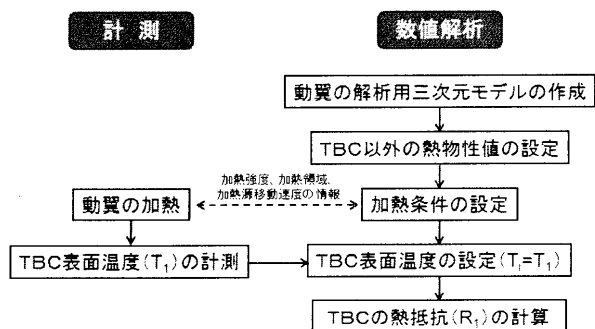 計 測
数値解析
動翼の解析用三次元モデルの作成
TBC以外の熱物性値の設定
加熱強度、加熱領域、
加熱源移動速度の情報
動翼の加熱
加熱条件の設定
TBC表面温度(T₁)の計測
TBC表面温度の設定(Tᵢ=T₁)
TBCの熱抵抗(R₁)の計算